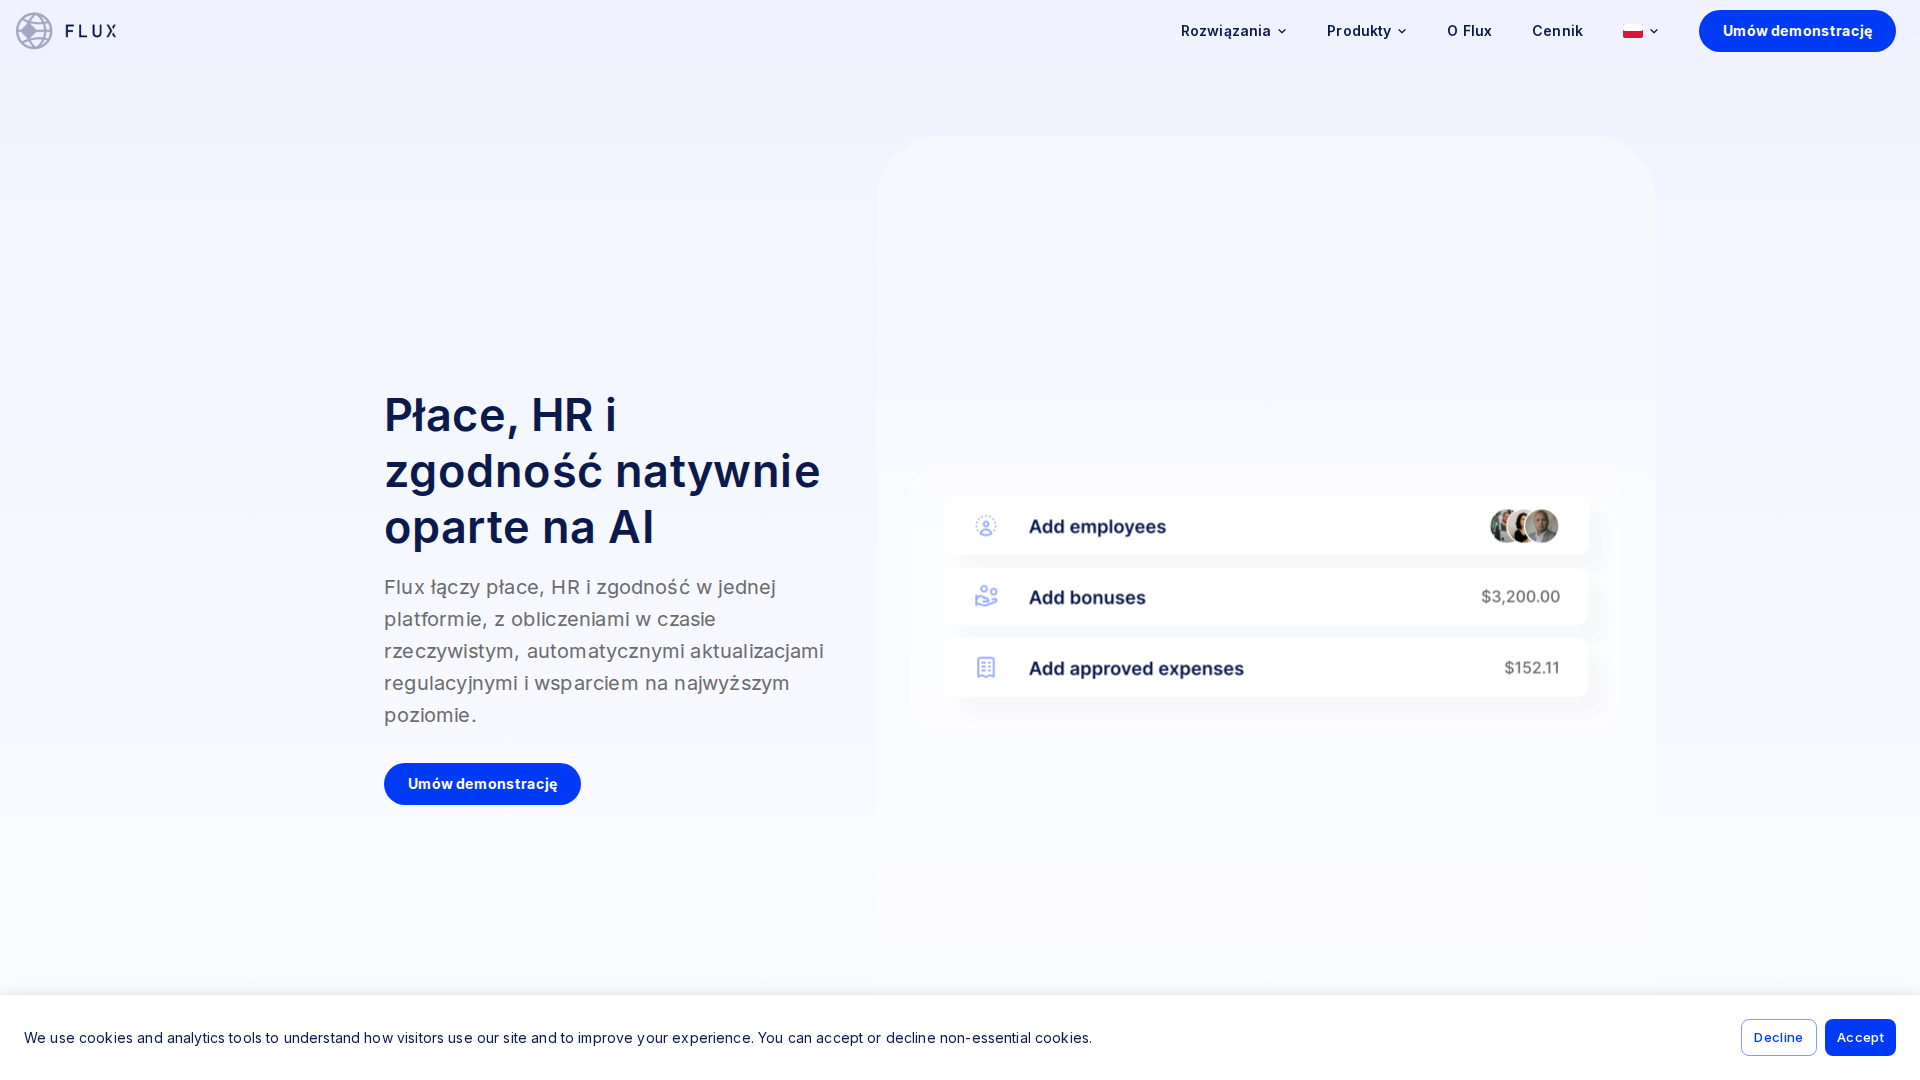 FLUX
Rozwiązania
Produkty
O Flux
Cennik
Umów demonstrację
Płace, HR i
zgodność natywnie
oparte na AI
Flux łączy płace, HR i zgodność w jednej
platformie, z obliczeniami w czasie
rzeczywistym, automatycznymi aktualizacjami
regulacyjnymi i wsparciem na najwyższym
poziomie.
Umów demonstrację
Add employees
Add bonuses $3,200.00
Add approved expenses $152.11
We use cookies and analytics tools to understand how visitors use our site and to improve your experience. You can accept or decline non-essential cookies.
Decline
Accept